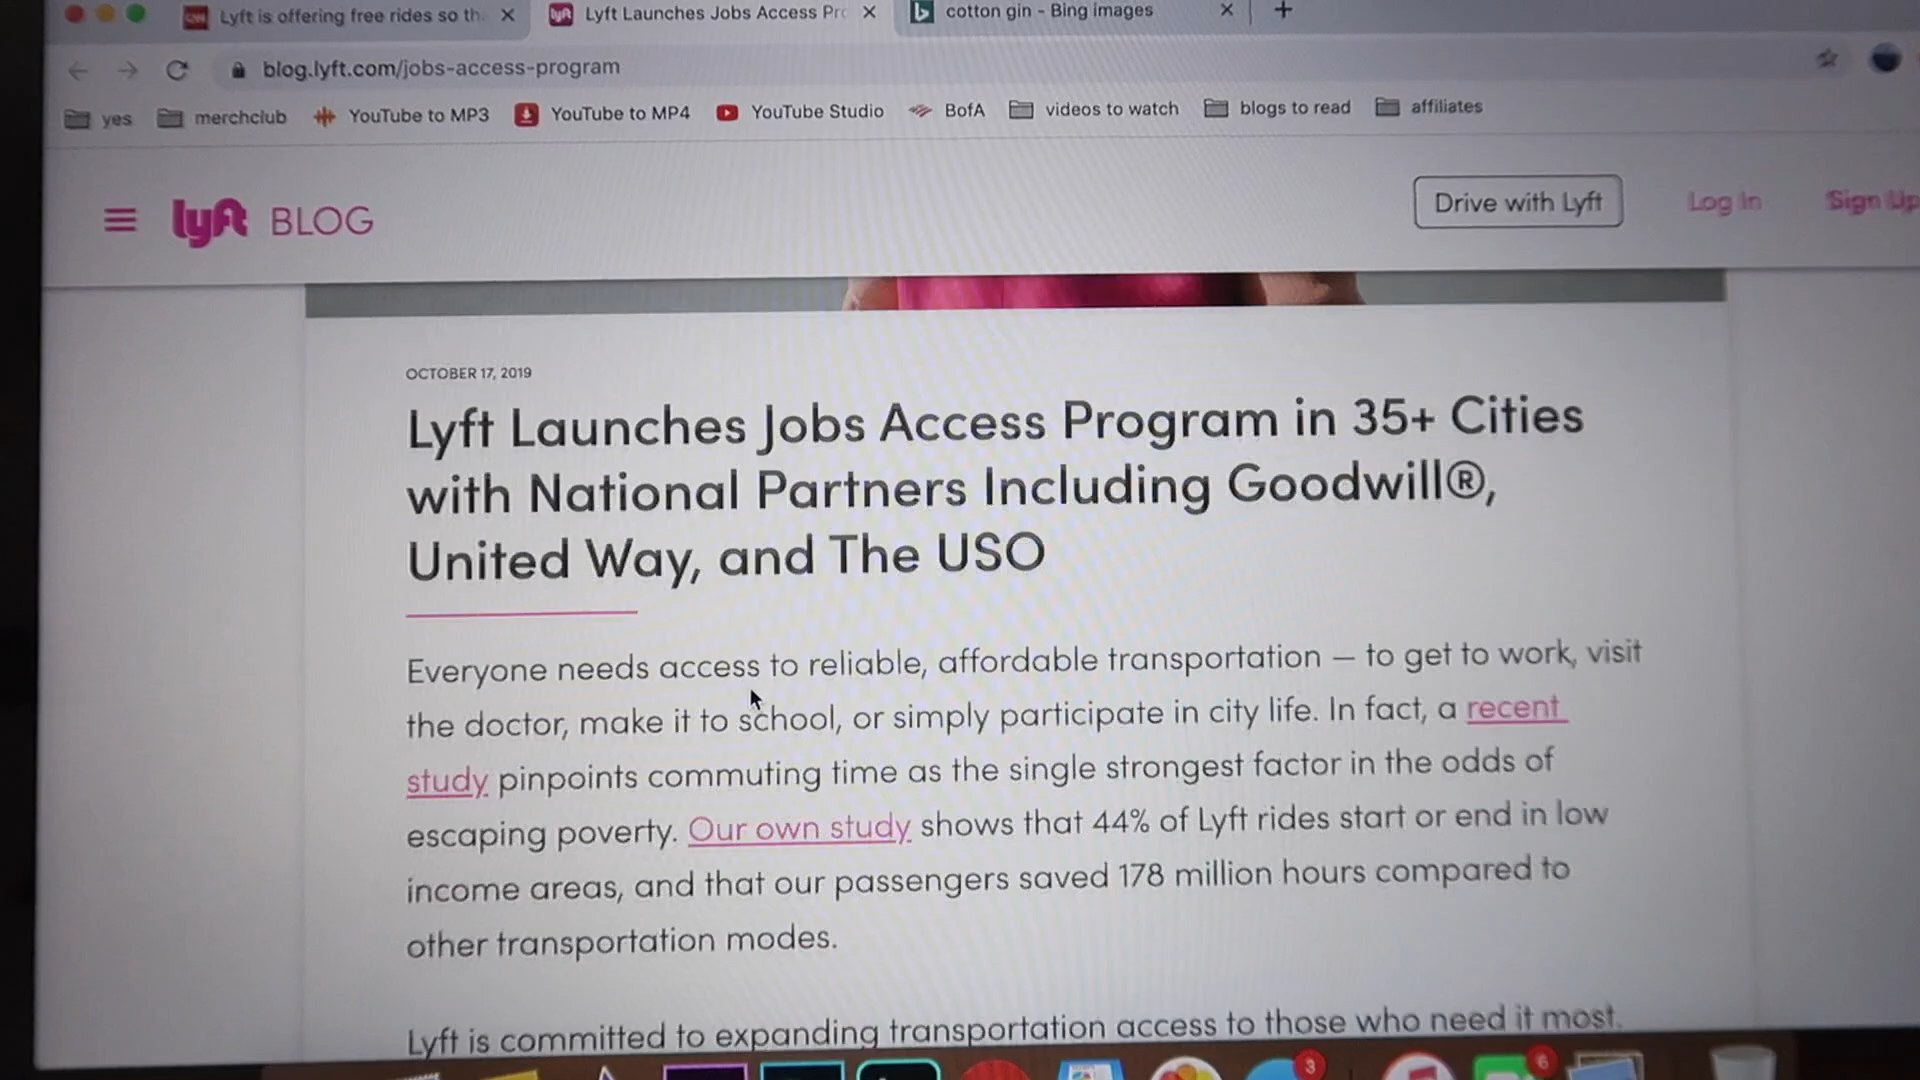 CNN Lyft is offering free rides so th
lyft Lyft Launches Jobs Access Pro
cotton gin - Bing images
blog.lyft.com/jobs-access-program
yes merchclub YouTube to MP3 YouTube to MP4 YouTube Studio BofA videos to watch blogs to read affiliates
lyft BLOG
Drive with Lyft Log In Sign Up
OCTOBER 17, 2019
Lyft Launches Jobs Access Program in 35+ Cities
with National Partners Including Goodwill®,
United Way, and The USO
Everyone needs access to reliable, affordable transportation — to get to work, visit
the doctor, make it to school, or simply participate in city life. In fact, a recent
study pinpoints commuting time as the single strongest factor in the odds of
escaping poverty. Our own study shows that 44% of Lyft rides start or end in low
income areas, and that our passengers saved 178 million hours compared to
other transportation modes.
Lyft is committed to expanding transportation access to those who need it most.
3
6